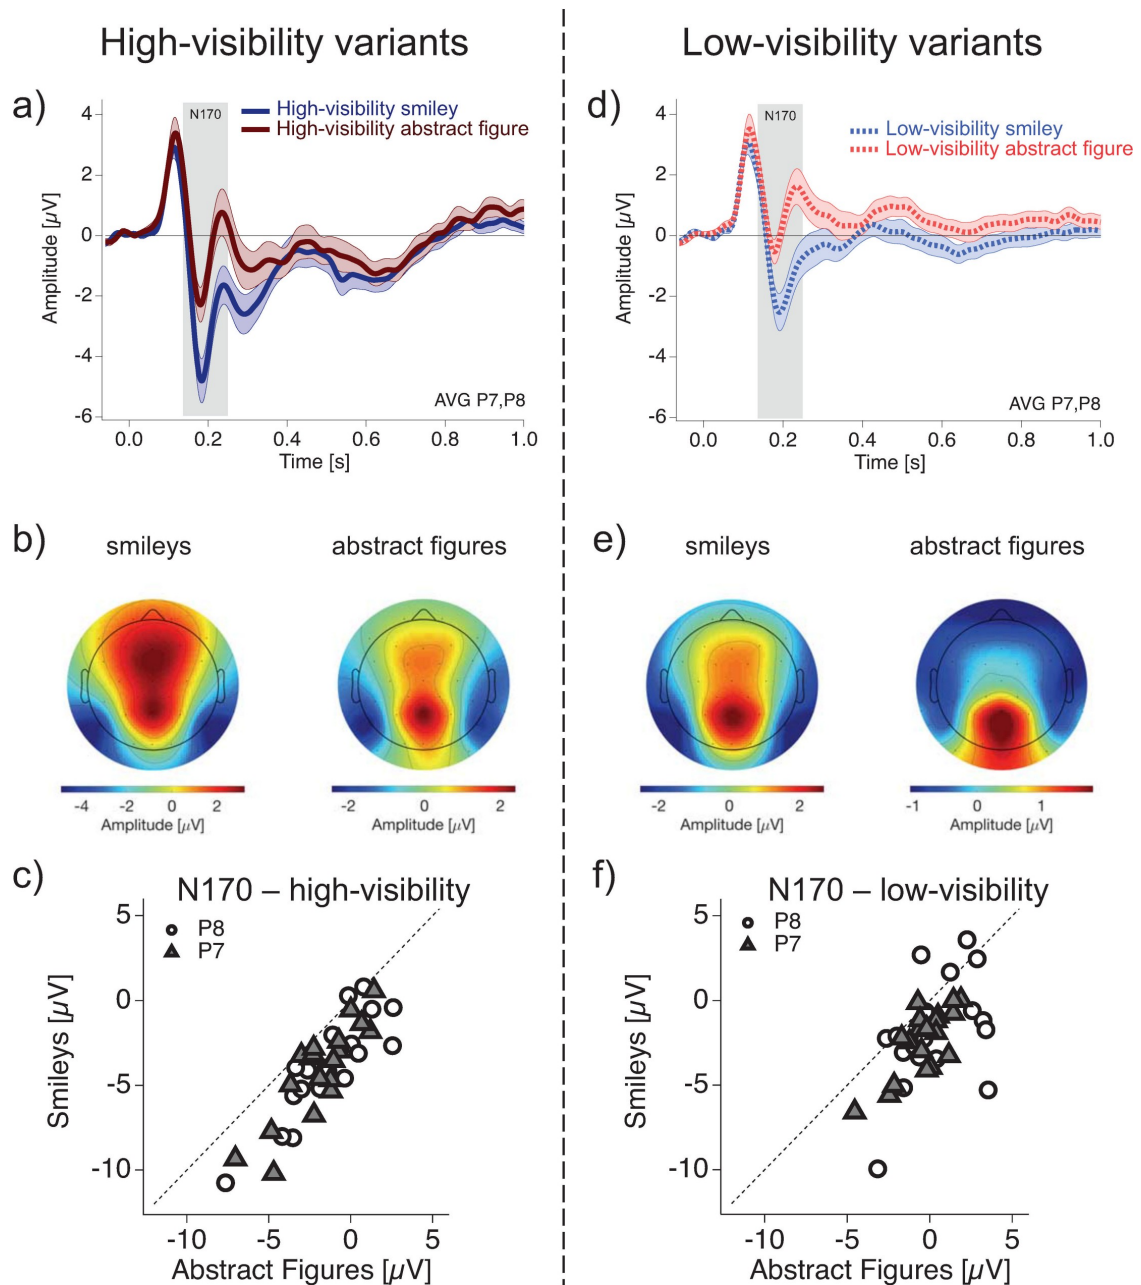 High-visibility variants
a)
N170
High-visibility smiley
High-visibility abstract figure
4
2
0
-2
-4
-6
Amplitude [µV]
AVG P7,P8
0.0 0.2 0.4 0.6 0.8 1.0
Time [s]
b)
smileys
abstract figures
-4 -2 0 2
Amplitude [µV]
-2 0 2
Amplitude [µV]
c)
N170 – high-visibility
P8
P7
5
0
-5
-10
Smileys [µV]
-10 -5 0 5
Abstract Figures [µV]
Low-visibility variants
d)
N170
Low-visibility smiley
Low-visibility abstract figure
4
2
0
-2
-4
-6
Amplitude [µV]
AVG P7,P8
0.0 0.2 0.4 0.6 0.8 1.0
Time [s]
e)
smileys
abstract figures
-2 0 2
Amplitude [µV]
-1 0 1
Amplitude [µV]
f)
N170 – low-visibility
P8
P7
5
0
-5
-10
Smileys [µV]
-10 -5 0 5
Abstract Figures [µV]